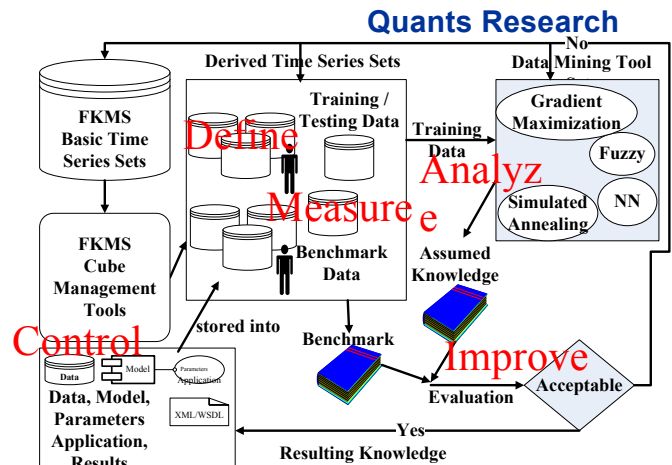 Quants Research
No
Derived Time Series Sets
Data Mining Tool
FKMS
Basic Time
Series Sets
Training /
Testing Data
Define
Training
Data
Gradient
Maximization
Fuzzy
NN
Simulated
Annealing
Analyz
e
Measure
FKMS
Cube
Management
Tools
Benchmark
Data
Assumed
Knowledge
stored into
Control
Benchmark
Improve
Data
Model
Parameters
Application
XML/WSDL
Evaluation
Acceptable
Data, Model,
Parameters
Application,
Results
Yes
Resulting Knowledge